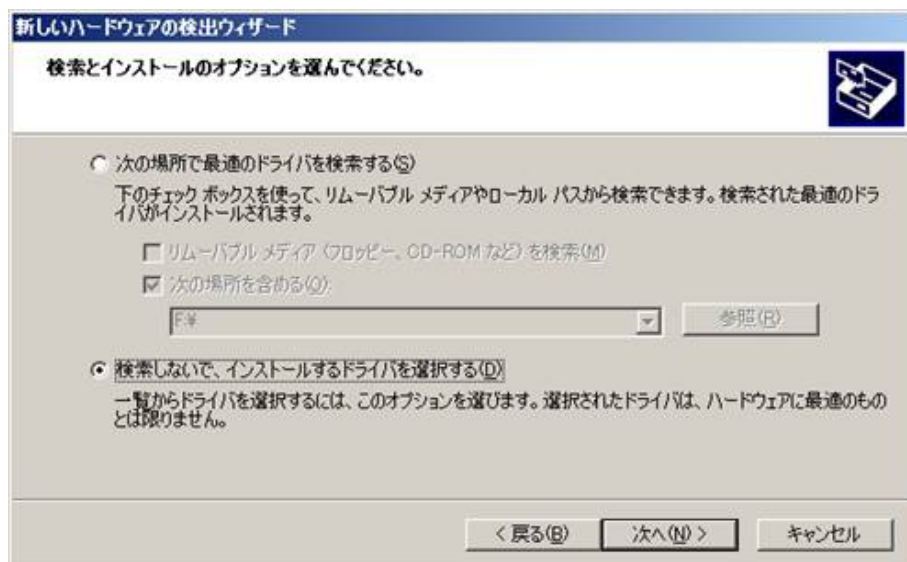 新しいハードウェアの検出ウィザード
検索とインストールのオプションを選んでください。
次の場所で最適のドライバを検索する(S)
下のチェック ボックスを使って、リムーバブル メディアやローカル パスから検索できます。検索された最適のドラ
イバがインストールされます。
リムーバブル メディア (フロッピー、CD-ROM など) を検索(M)
次の場所を含める(O):
F:¥
参照(R)
検索しないで、インストールするドライバを選択する(D)
一覧からドライバを選択するには、このオプションを選びます。選択されたドライバは、ハードウェアに最適のもの
とは限りません。
< 戻る(B)
次へ(N) >
キャンセル